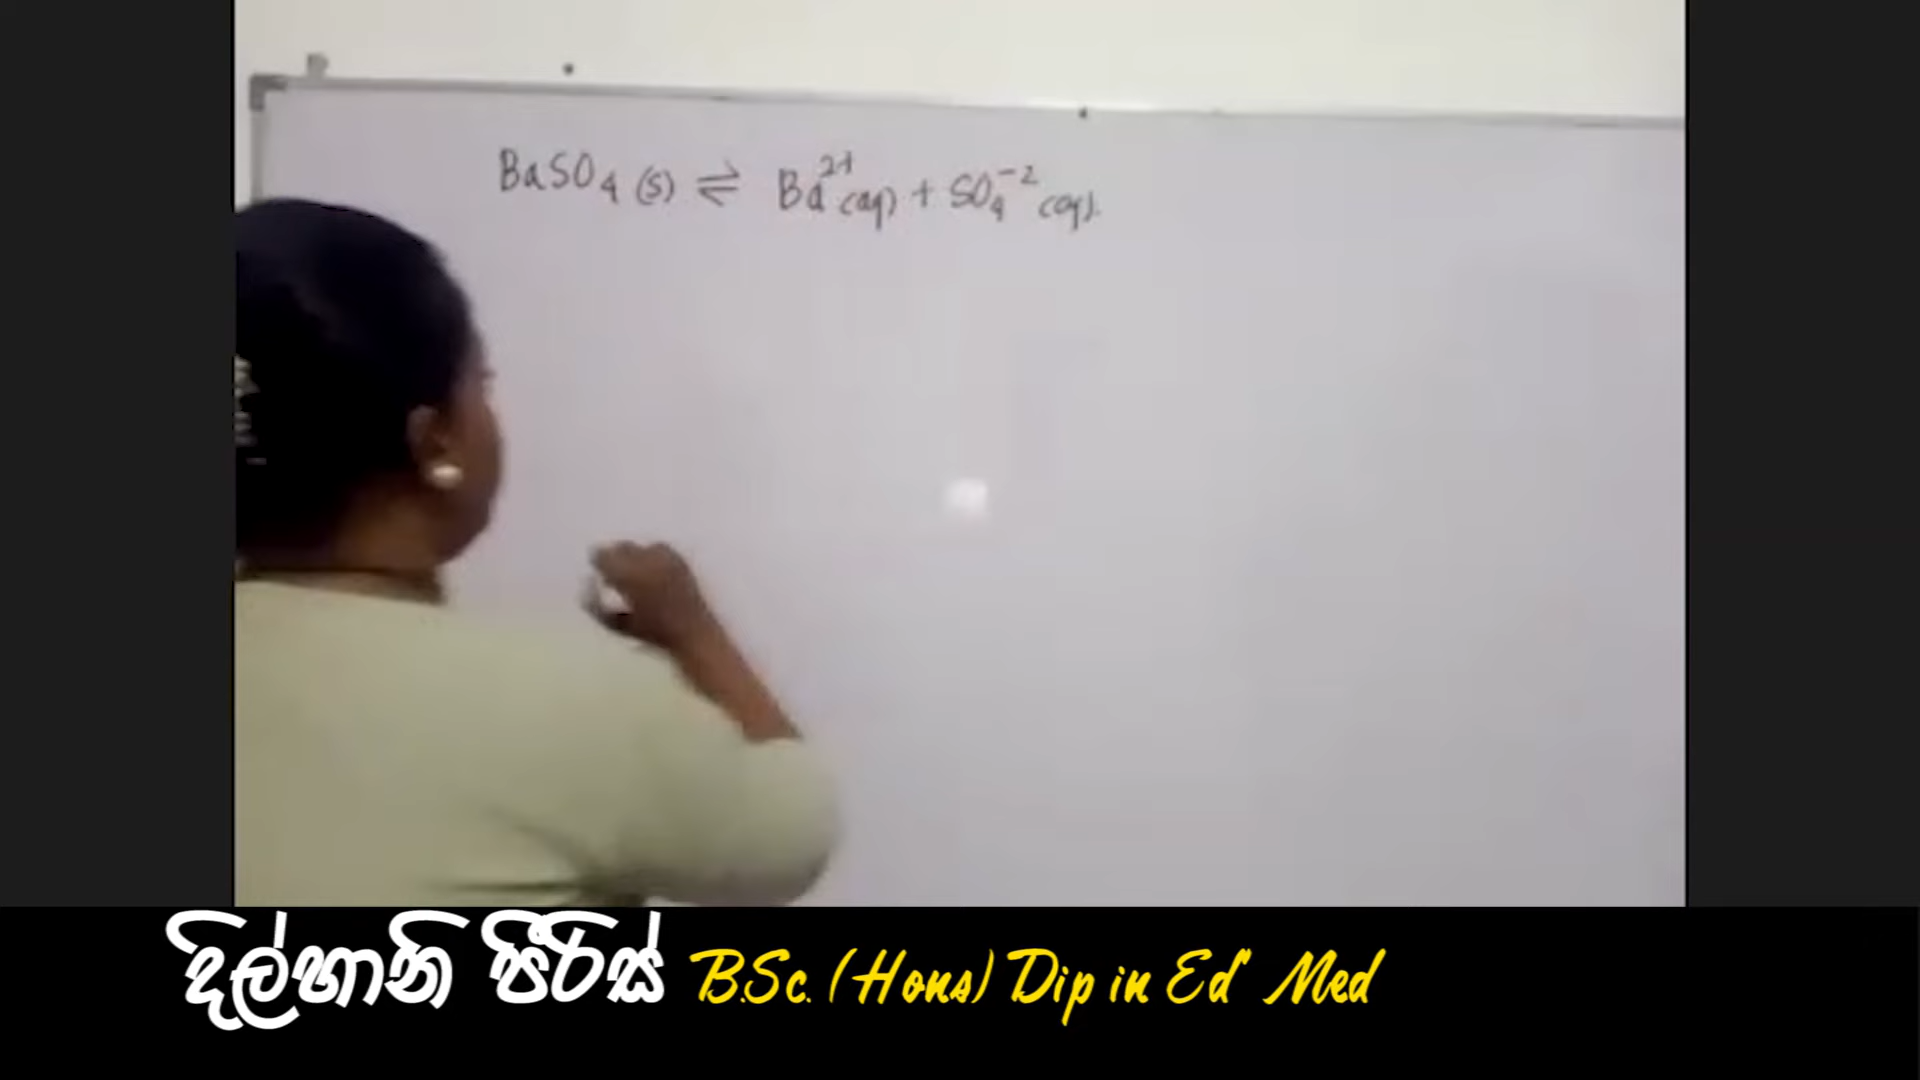 BaSO₄ (s) ⇌ Ba²⁺ (aq) + SO₄⁻² (aq).
දිල්හානි පීරිස් B.Sc. (Hons) Dip in Ed Med